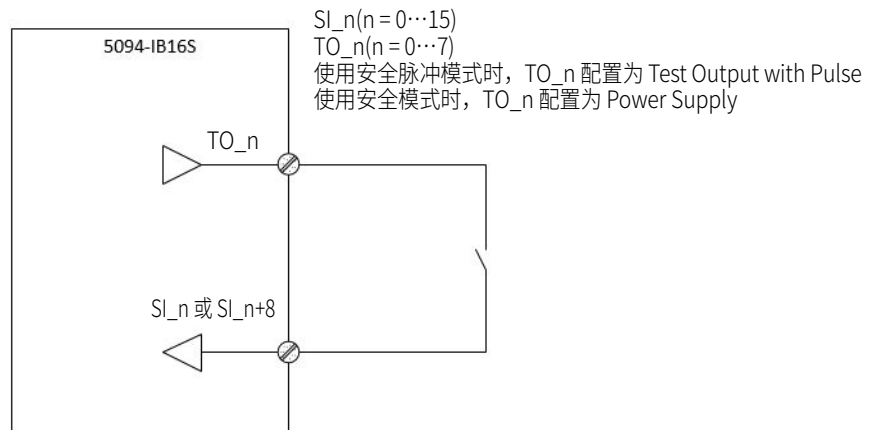 SI_n(n = 0⋯15)
5094-IB16S
TO_n(n = 0⋯7)
使用安全脉冲模式时，TO_n 配置为 Test Output with Pulse
使用安全模式时，TO_n 配置为 Power Supply
TO_n
SI_n 或 SI_n+8